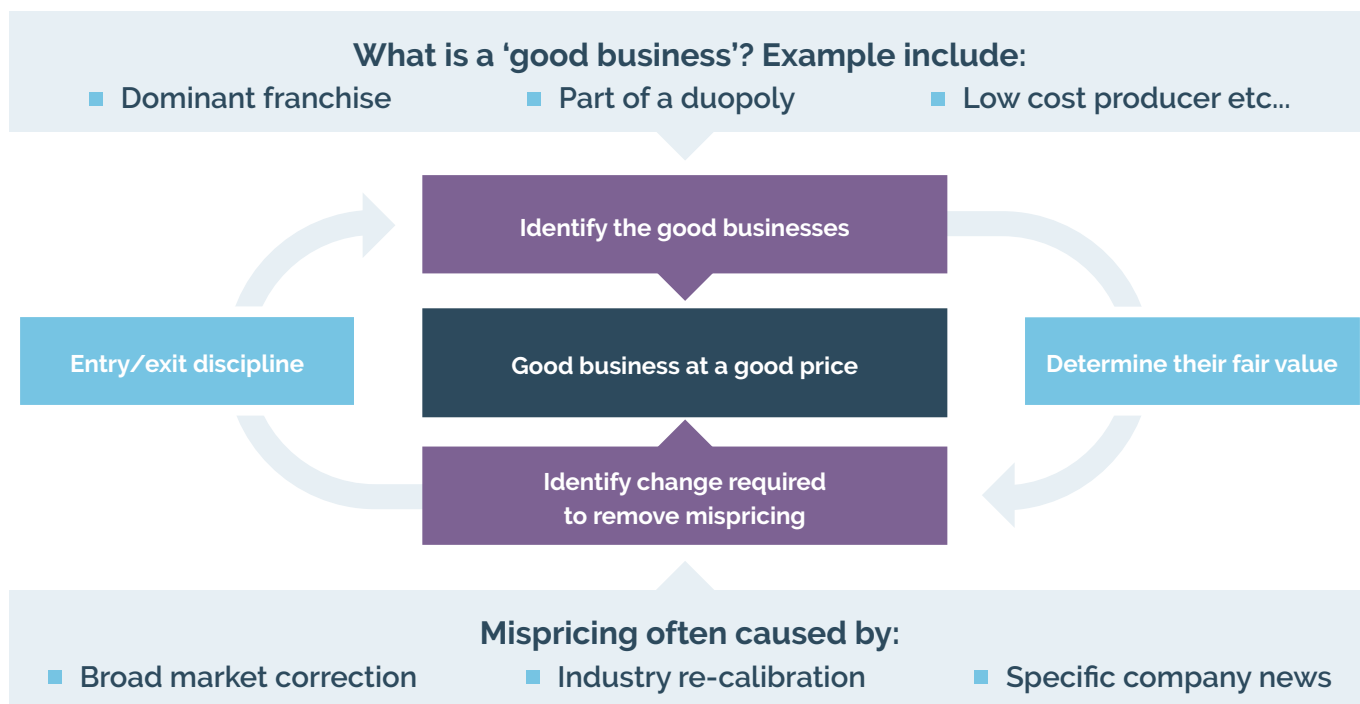 What is a ‘good business’? Example include:
Dominant franchise
Part of a duopoly
Low cost producer etc...
Identify the good businesses
Entry/exit discipline
Good business at a good price
Determine their fair value
Identify change required
to remove mispricing
Mispricing often caused by:
Broad market correction
Industry re-calibration
Specific company news